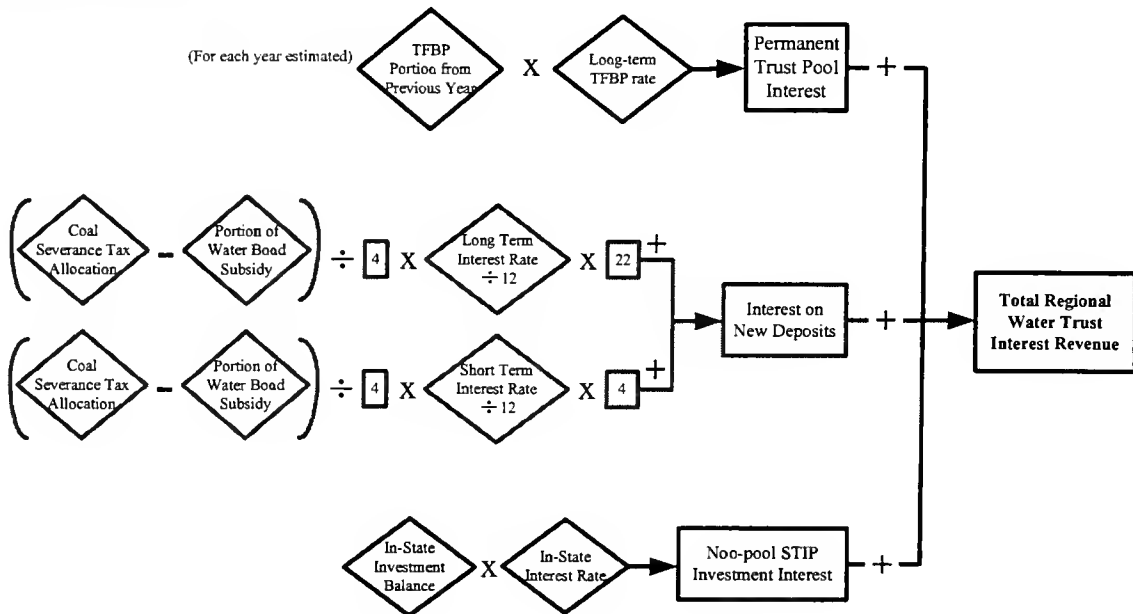 (For each year estimated)
TFBP
Portion from
Previous Year
X
Long-term
TFBP rate
Permanent
Trust Pool
Interest
+
(
Coal
Severance Tax
Allocation
-
Portion of
Water Boad
Subsidy
)
÷
4
X
Long Term
Interest Rate
÷ 12
X
22
+
(
Coal
Severance Tax
Allocation
-
Portion of
Water Boad
Subsidy
)
÷
4
X
Short Term
Interest Rate
÷ 12
X
4
+
Interest on
New Deposits
+
Total Regional
Water Trust
Interest Revenue
In-State
Investment
Balance
X
In-State
Interest Rate
Noo-pool STIP
Investment Interest
+